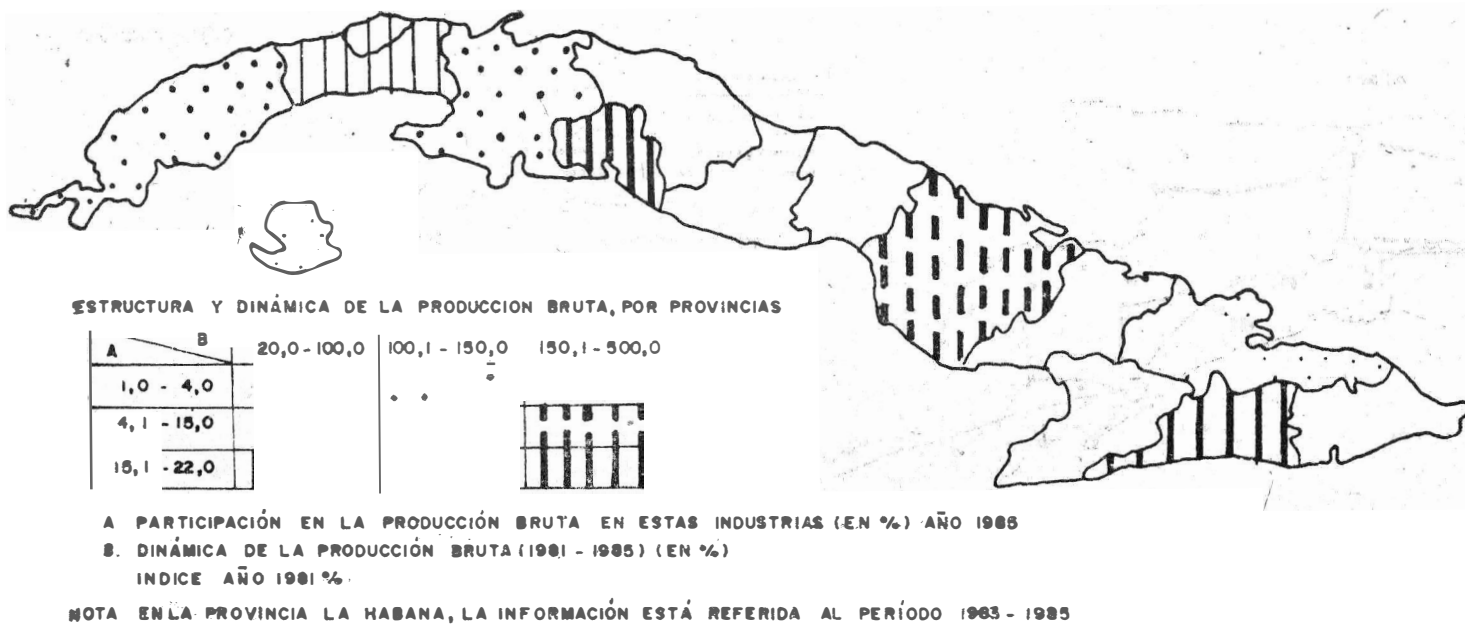 ESTRUCTURA Y DINÁMICA DE LA PRODUCCION BRUTA, POR PROVINCIAS
A B 20,0-100,0 100,1-150,0 150,1-500,0
1,0 - 4,0
4,1 - 15,0
15,1 - 22,0
A PARTICIPACIÓN EN LA PRODUCCIÓN BRUTA EN ESTAS INDUSTRIAS (EN %) AÑO 1985
B. DINÁMICA DE LA PRODUCCIÓN BRUTA (1981 - 1985) (EN %)
INDICE AÑO 1981 %
NOTA EN LA PROVINCIA LA HABANA, LA INFORMACIÓN ESTÁ REFERIDA AL PERÍODO 1983 - 1985